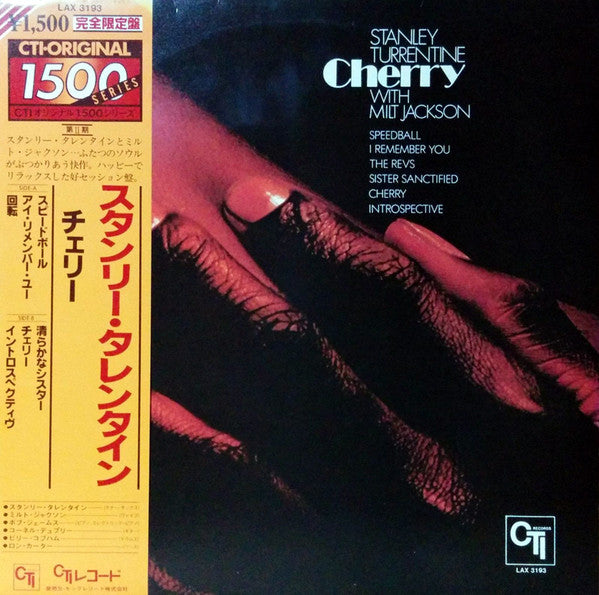 LAX 3193
¥1,500 完全限定盤
CTI-ORIGINAL
1500
SERIES
CTIオリジナル1500シリーズ
第II期
スタンリー・タレンタインとミル
ト・ジャクソン…ふたつのソウル
がぶつかりあう快作。ハッピーで
リラックスした好セッション盤。
スタンリー・タレンタイン
チェリー
SIDE-A
スピードボール
アイ・リメンバー・ユー
回転
SIDE-B
清らかなシスター
チェリー
イントロスペクティヴ
●スタンリー・タレンタイン
●ミルト・ジャクソン
●ボブ・ジェームス
●コーネル・デュプリー
●ビリー・コブハム
●ロン・カーター
CTI
CTIレコード
STANLEY
TURRENTINE
Cherry
WITH
MILT JACKSON
SPEEDBALL
I REMEMBER YOU
THE REVS
SISTER SANCTIFIED
CHERRY
INTROSPECTIVE
CTI
RECORDS
LAX 3193